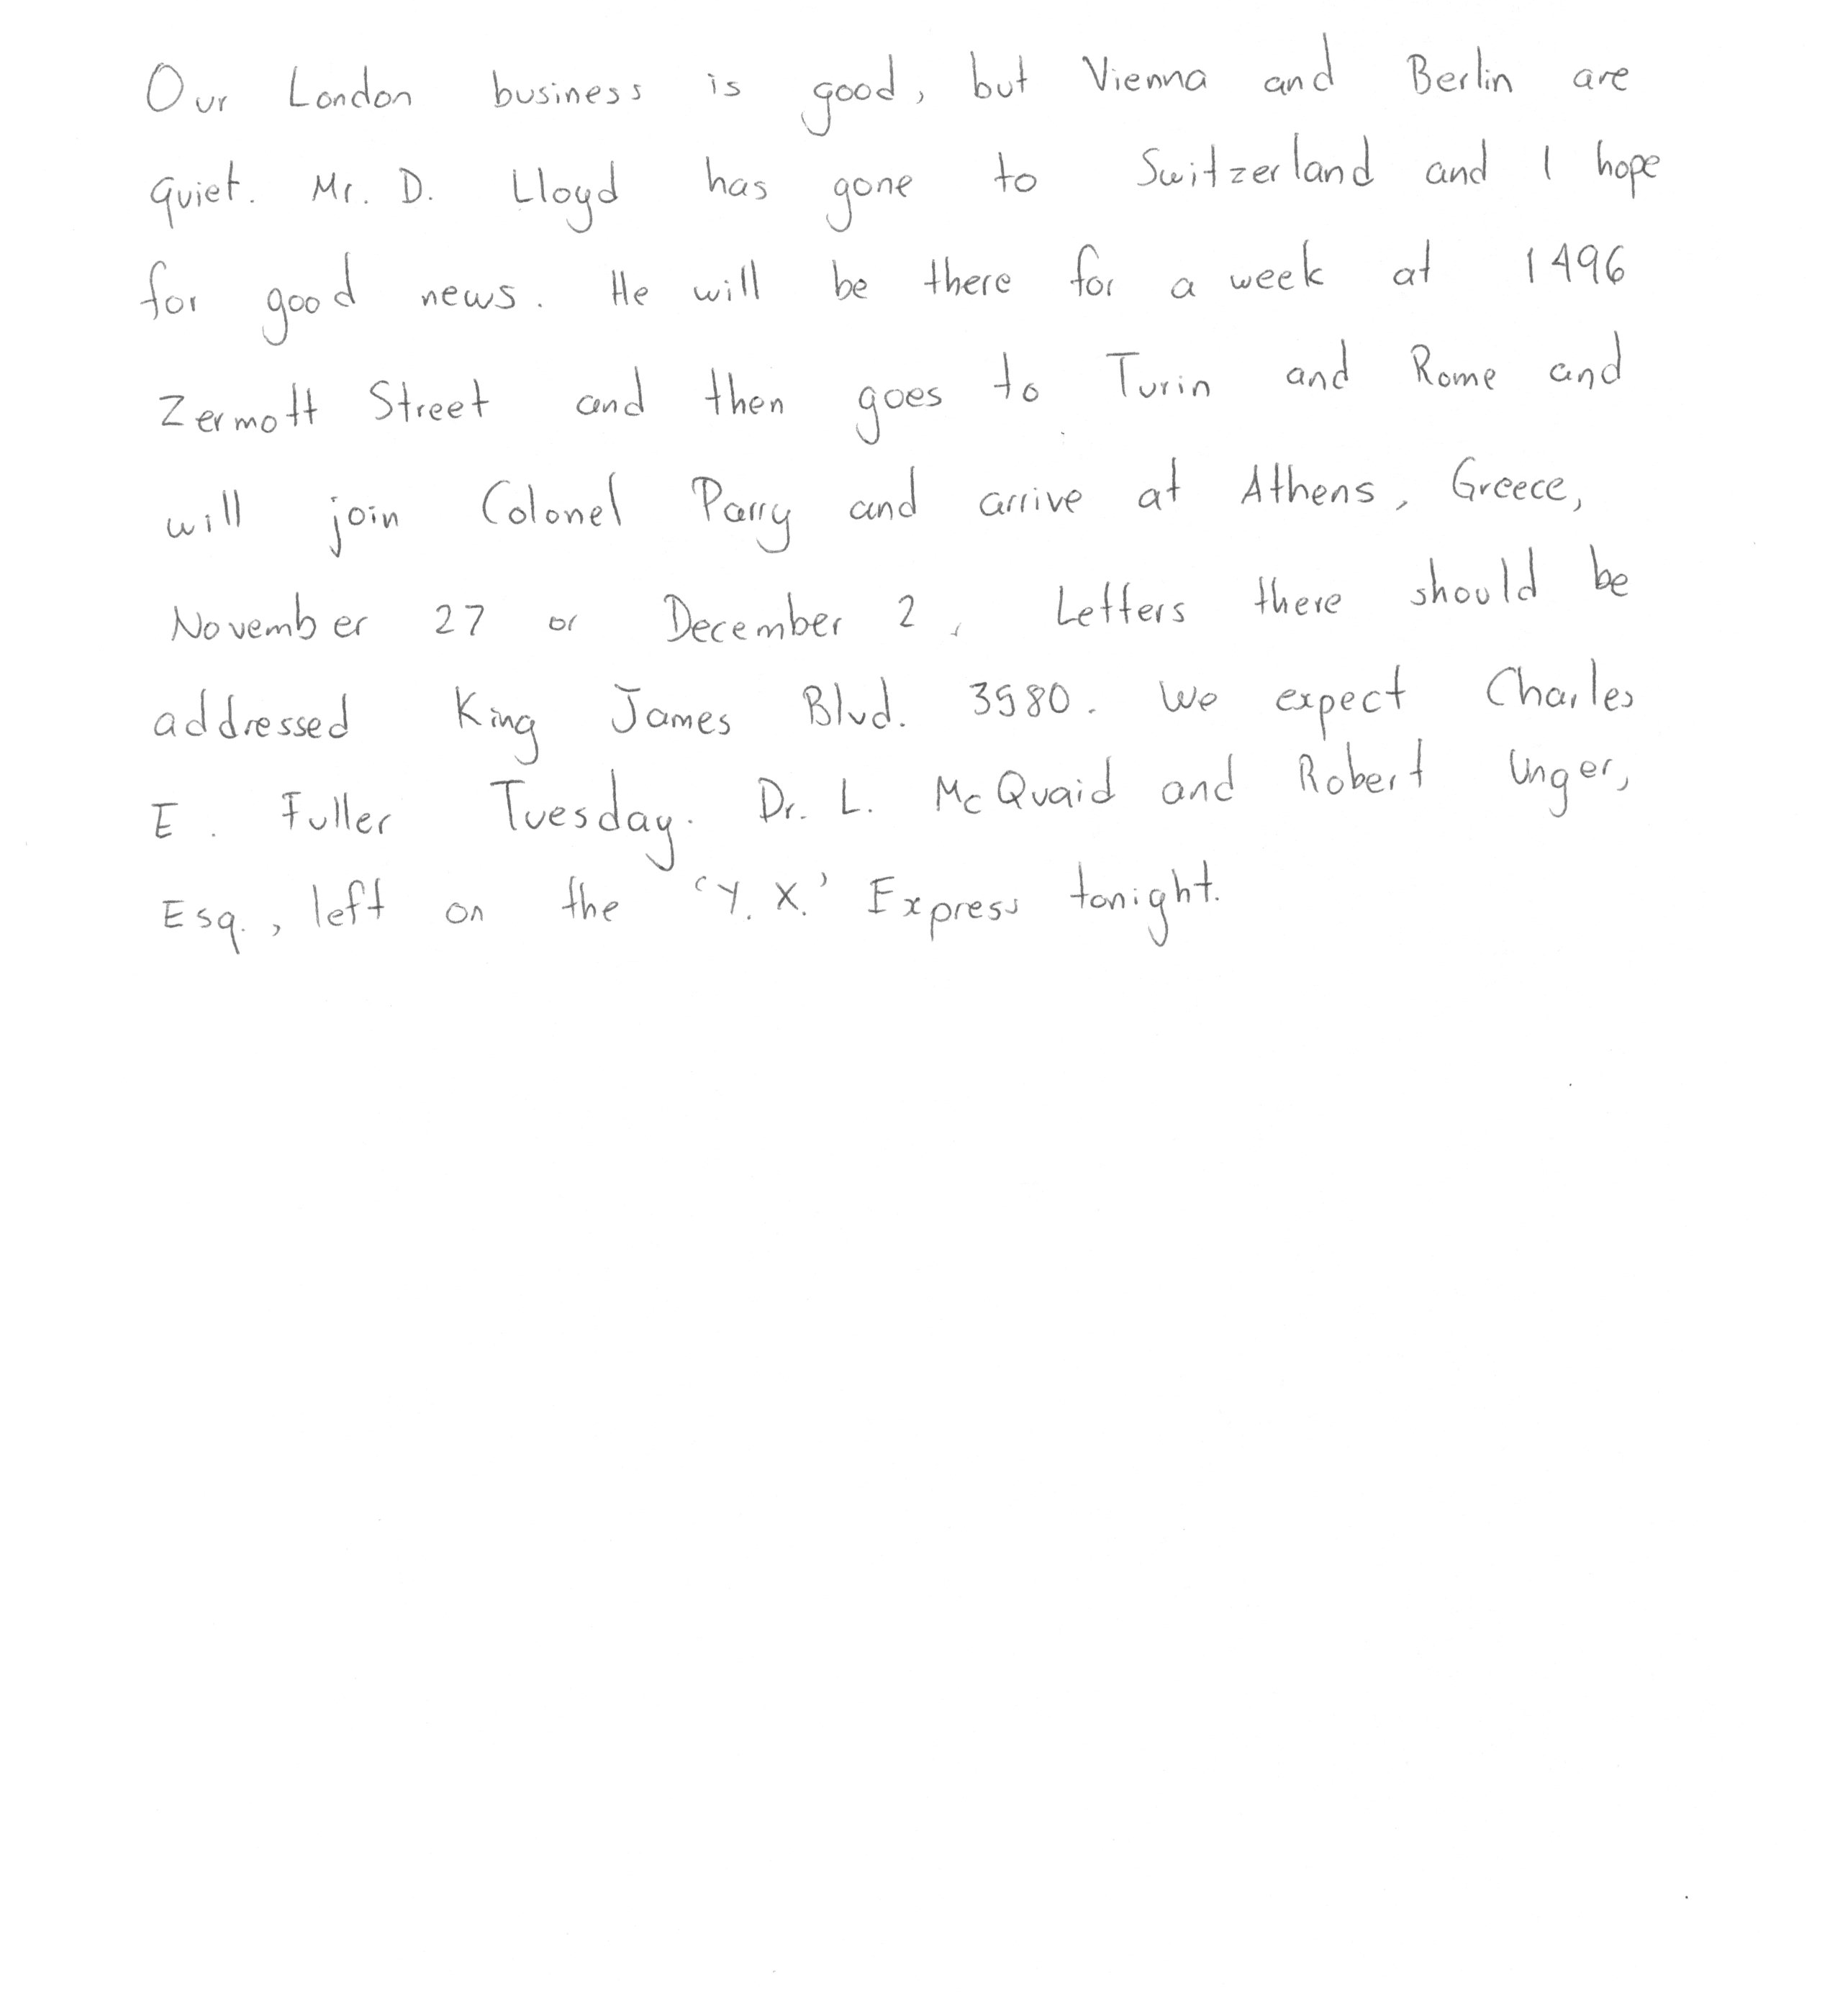 Our London business is good, but Vienna and Berlin are
quiet. Mr. D. Lloyd has gone to Switzerland and I hope
for good news. He will be there for a week at 1496
Zermott Street and then goes to Turin and Rome and
will join Colonel Parry and arrive at Athens, Greece,
November 27 or December 2. Letters there should be
addressed King James Blvd. 3580. We expect Charles
E. Fuller Tuesday. Dr. L. McQuaid and Robert Unger,
Esq., left on the 'Y.X.' Express tonight.